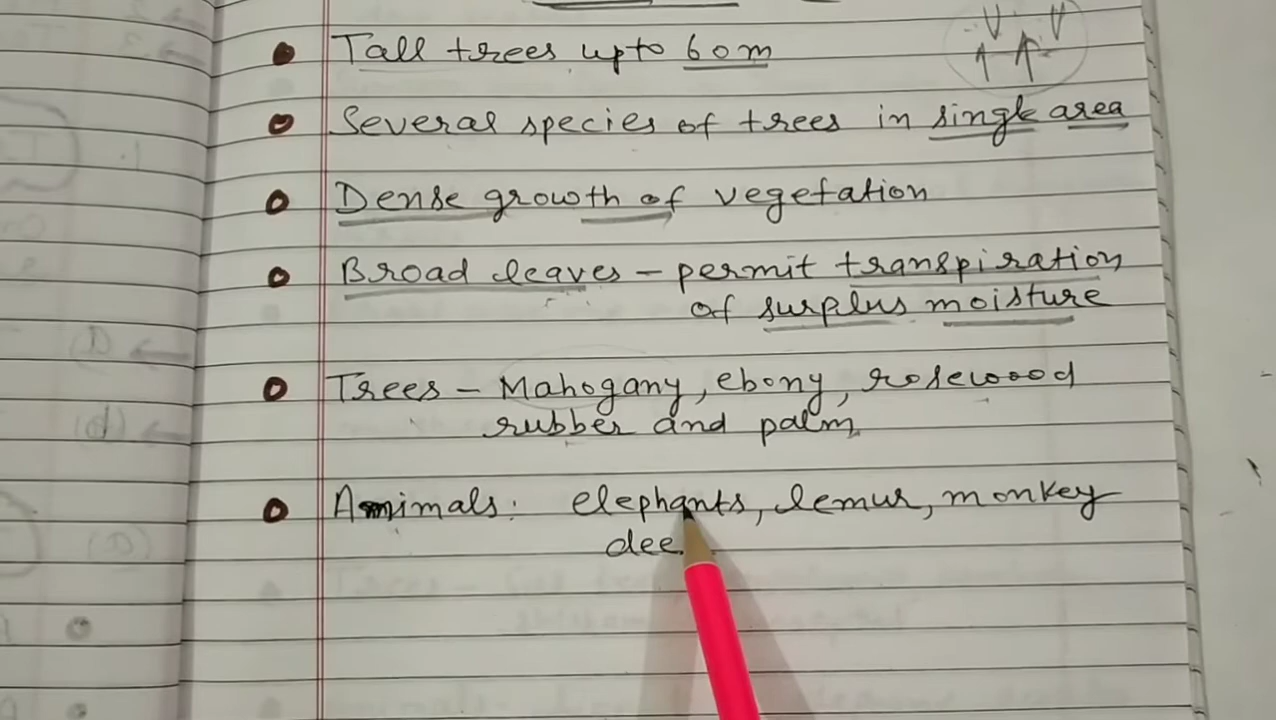 Tall trees upto 60m
Several species of trees in single area
Dense growth of vegetation
Broad leaves - permit transpiration
of surplus moisture
Trees - Mahogany, ebony, rosewood
rubber and palm
Animals: elephants, lemur, monkey